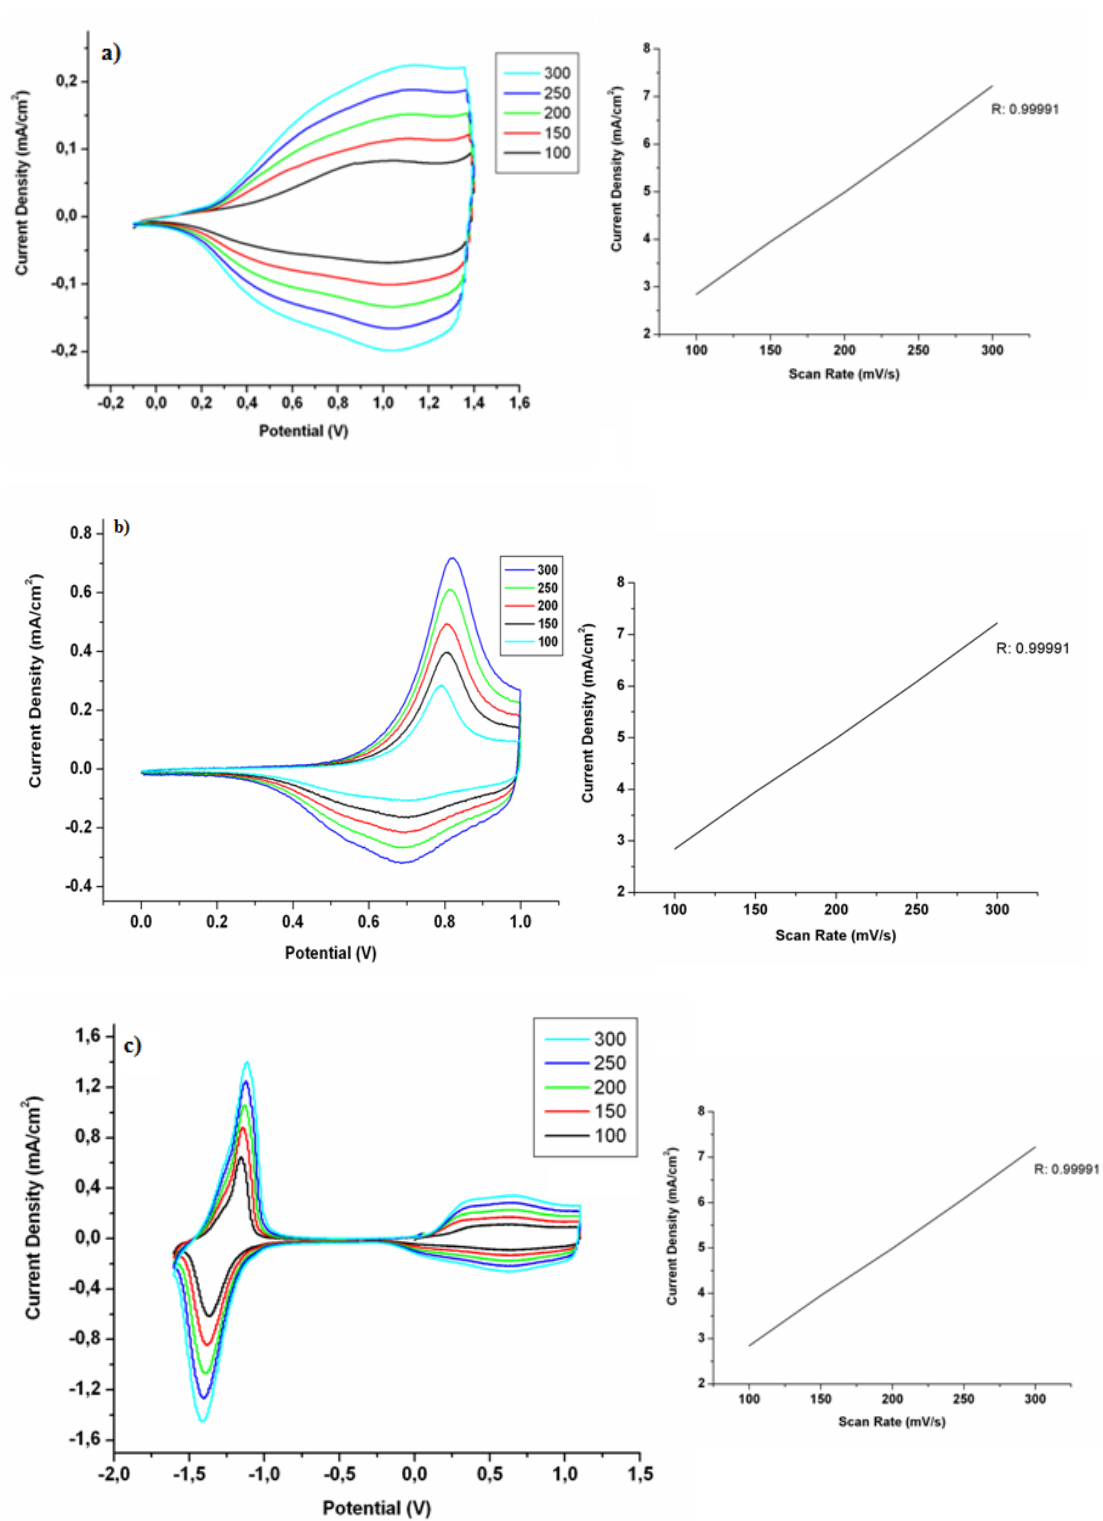 a)
300
250
200
150
100
0,2
0,1
0,0
-0,1
-0,2
Current Density (mA/cm²)
-0,2 0,0 0,2 0,4 0,6 0,8 1,0 1,2 1,4 1,6
Potential (V)
8
7
6
5
4
3
2
Current Density (mA/cm²)
R: 0.99991
100 150 200 250 300
Scan Rate (mV/s)
b)
300
250
200
150
100
0.8
0.6
0.4
0.2
0.0
-0.2
-0.4
Current Density (mA/cm²)
0.0 0.2 0.4 0.6 0.8 1.0
Potential (V)
8
7
6
5
4
3
2
Current Density (mA/cm²)
R: 0.99991
100 150 200 250 300
Scan Rate (mV/s)
c)
300
250
200
150
100
1,6
1,2
0,8
0,4
0,0
-0,4
-0,8
-1,2
-1,6
Current Density (mA/cm²)
-2,0 -1,5 -1,0 -0,5 0,0 0,5 1,0 1,5
Potential (V)
8
7
6
5
4
3
2
Current Density (mA/cm²)
R: 0.99991
100 150 200 250 300
Scan Rate (mV/s)